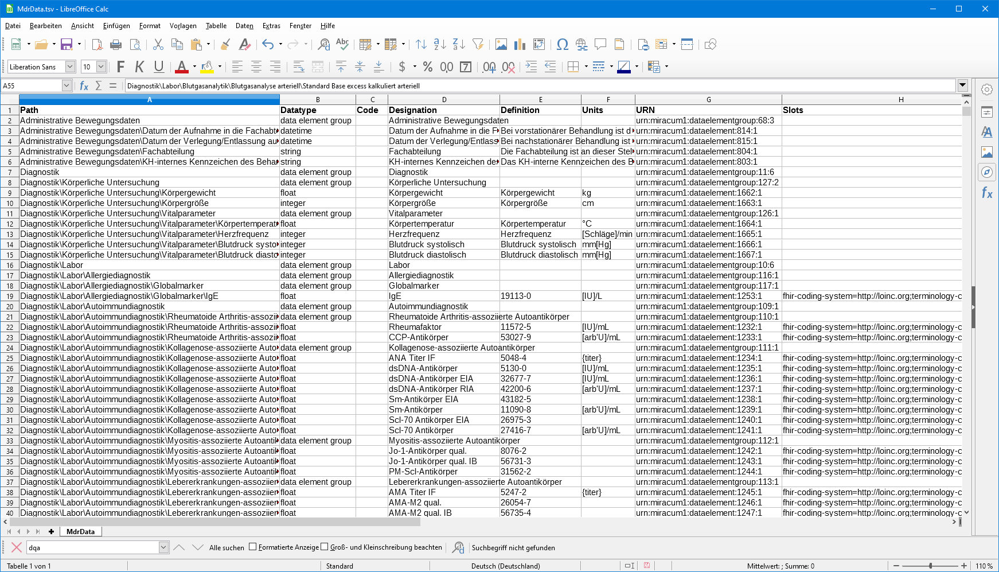 MdrData.tsv - LibreOffice Calc
Datei Bearbeiten Ansicht Einfügen Format Vorlagen Tabelle Daten Extras Fenster Hilfe
Liberation Sans 10
A55 Diagnostik\Labor\Blutgasanalytik\Blutgasanalyse arteriell\Standard Base excess kalkuliert arteriell
A B C D E F G H
1 Path Datatype Code Designation Definition Units URN Slots
2 Administrative Bewegungsdaten data element group Administrative Bewegungsdaten urn:miracum1:dataelementgroup:68:3
3 Administrative Bewegungsdaten\Datum der Aufnahme in die Fachabt datetime Datum der Aufnahme in die F Bei vorstationärer Behandlung ist d urn:miracum1:dataelement:814:1
4 Administrative Bewegungsdaten\Datum der Verlegung/Entlassung au datetime Datum der Verlegung/Entlass Bei nachstationärer Behandlung ist urn:miracum1:dataelement:815:1
5 Administrative Bewegungsdaten\Fachabteilung string Fachabteilung Die Fachabteilung ist an dieser Stel urn:miracum1:dataelement:804:1
6 Administrative Bewegungsdaten\KH-internes Kennzeichen des Beha string KH-internes Kennzeichen de Das KH-interne Kennzeichen des B urn:miracum1:dataelement:803:1
7 Diagnostik data element group Diagnostik urn:miracum1:dataelementgroup:11:6
8 Diagnostik\Körperliche Untersuchung data element group Körperliche Untersuchung urn:miracum1:dataelementgroup:127:2
9 Diagnostik\Körperliche Untersuchung\Körpergewicht float Körpergewicht Körpergewicht kg urn:miracum1:dataelement:1662:1
10 Diagnostik\Körperliche Untersuchung\Körpergröße integer Körpergröße Körpergröße cm urn:miracum1:dataelement:1663:1
11 Diagnostik\Körperliche Untersuchung\Vitalparameter data element group Vitalparameter urn:miracum1:dataelementgroup:126:1
12 Diagnostik\Körperliche Untersuchung\Vitalparameter\Körpertemperat float Körpertemperatur Körpertemperatur °C urn:miracum1:dataelement:1664:1
13 Diagnostik\Körperliche Untersuchung\Vitalparameter\Herzfrequenz integer Herzfrequenz Herzfrequenz [Schläge]/min urn:miracum1:dataelement:1665:1
14 Diagnostik\Körperliche Untersuchung\Vitalparameter\Blutdruck systo integer Blutdruck systolisch Blutdruck systolisch mm[Hg] urn:miracum1:dataelement:1666:1
15 Diagnostik\Körperliche Untersuchung\Vitalparameter\Blutdruck diasto integer Blutdruck diastolisch Blutdruck diastolisch mm[Hg] urn:miracum1:dataelement:1667:1
16 Diagnostik\Labor data element group Labor urn:miracum1:dataelementgroup:10:6
17 Diagnostik\Labor\Allergiediagnostik data element group Allergiediagnostik urn:miracum1:dataelementgroup:116:1
18 Diagnostik\Labor\Allergiediagnostik\Globalmarker data element group Globalmarker urn:miracum1:dataelementgroup:117:1
19 Diagnostik\Labor\Allergiediagnostik\Globalmarker\IgE float IgE 19113-0 [IU]/L urn:miracum1:dataelement:1253:1 fhir-coding-system=http://loinc.org;terminology-c
20 Diagnostik\Labor\Autoimmundiagnostik data element group Autoimmundiagnostik urn:miracum1:dataelementgroup:109:1
21 Diagnostik\Labor\Autoimmundiagnostik\Rheumatoide Arthritis-assozii data element group Rheumatoide Arthritis-assoziierte Autoantikörper urn:miracum1:dataelementgroup:110:1
22 Diagnostik\Labor\Autoimmundiagnostik\Rheumatoide Arthritis-assozii float Rheumafaktor 11572-5 [IU]/mL urn:miracum1:dataelement:1232:1 fhir-coding-system=http://loinc.org;terminology-c
23 Diagnostik\Labor\Autoimmundiagnostik\Rheumatoide Arthritis-assozii float CCP-Antikörper 53027-9 [arb'U]/mL urn:miracum1:dataelement:1233:1 fhir-coding-system=http://loinc.org;terminology-c
24 Diagnostik\Labor\Autoimmundiagnostik\Kollagenose-assoziierte Auto data element group Kollagenose-assoziierte Autoantikörper urn:miracum1:dataelementgroup:111:1
25 Diagnostik\Labor\Autoimmundiagnostik\Kollagenose-assoziierte Auto float ANA Titer IF 5048-4 {titer} urn:miracum1:dataelement:1234:1 fhir-coding-system=http://loinc.org;terminology-c
26 Diagnostik\Labor\Autoimmundiagnostik\Kollagenose-assoziierte Auto float dsDNA-Antikörper 5130-0 [IU]/mL urn:miracum1:dataelement:1235:1 fhir-coding-system=http://loinc.org;terminology-c
27 Diagnostik\Labor\Autoimmundiagnostik\Kollagenose-assoziierte Auto float dsDNA-Antikörper EIA 32677-7 [IU]/mL urn:miracum1:dataelement:1236:1 fhir-coding-system=http://loinc.org;terminology-c
28 Diagnostik\Labor\Autoimmundiagnostik\Kollagenose-assoziierte Auto float dsDNA-Antikörper RIA 42200-6 [arb'U]/mL urn:miracum1:dataelement:1237:1 fhir-coding-system=http://loinc.org;terminology-c
29 Diagnostik\Labor\Autoimmundiagnostik\Kollagenose-assoziierte Auto float Sm-Antikörper EIA 43182-5 urn:miracum1:dataelement:1238:1 fhir-coding-system=http://loinc.org;terminology-c
30 Diagnostik\Labor\Autoimmundiagnostik\Kollagenose-assoziierte Auto float Sm-Antikörper 11090-8 [arb'U]/mL urn:miracum1:dataelement:1239:1 fhir-coding-system=http://loinc.org;terminology-c
31 Diagnostik\Labor\Autoimmundiagnostik\Kollagenose-assoziierte Auto float Scl-70 Antikörper EIA 26975-3 urn:miracum1:dataelement:1240:1 fhir-coding-system=http://loinc.org;terminology-c
32 Diagnostik\Labor\Autoimmundiagnostik\Kollagenose-assoziierte Auto float Scl-70 Antikörper 27416-7 [arb'U]/mL urn:miracum1:dataelement:1241:1 fhir-coding-system=http://loinc.org;terminology-c
33 Diagnostik\Labor\Autoimmundiagnostik\Myositis-assoziierte Autoantik data element group Myositis-assoziierte Autoantikörper urn:miracum1:dataelementgroup:112:1
34 Diagnostik\Labor\Autoimmundiagnostik\Myositis-assoziierte Autoantik float Jo-1-Antikörper qual. 8076-2 urn:miracum1:dataelement:1242:1 fhir-coding-system=http://loinc.org;terminology-c
35 Diagnostik\Labor\Autoimmundiagnostik\Myositis-assoziierte Autoantik float Jo-1-Antikörper qual. IB 56731-3 urn:miracum1:dataelement:1243:1 fhir-coding-system=http://loinc.org;terminology-c
36 Diagnostik\Labor\Autoimmundiagnostik\Myositis-assoziierte Autoantik float PM-Scl-Antikörper 31562-2 urn:miracum1:dataelement:1244:1 fhir-coding-system=http://loinc.org;terminology-c
37 Diagnostik\Labor\Autoimmundiagnostik\Lebererkrankungen-assoziier data element group Lebererkrankungen-assoziierte Autoantikörper urn:miracum1:dataelementgroup:113:1
38 Diagnostik\Labor\Autoimmundiagnostik\Lebererkrankungen-assoziier float AMA Titer IF 5247-2 {titer} urn:miracum1:dataelement:1245:1 fhir-coding-system=http://loinc.org;terminology-c
39 Diagnostik\Labor\Autoimmundiagnostik\Lebererkrankungen-assoziier float AMA-M2 qual. 26054-7 urn:miracum1:dataelement:1246:1 fhir-coding-system=http://loinc.org;terminology-c
40 Diagnostik\Labor\Autoimmundiagnostik\Lebererkrankungen-assoziier float AMA-M2 qual. IB 56735-4 urn:miracum1:dataelement:1247:1 fhir-coding-system=http://loinc.org;terminology-c
MdrData
dqa Alle suchen Formatierte Anzeige Groß- und Kleinschreibung beachten Suchbegriff nicht gefunden
Tabelle 1 von 1 Standard Deutsch (Deutschland) Mittelwert: ; Summe: 0 110 %